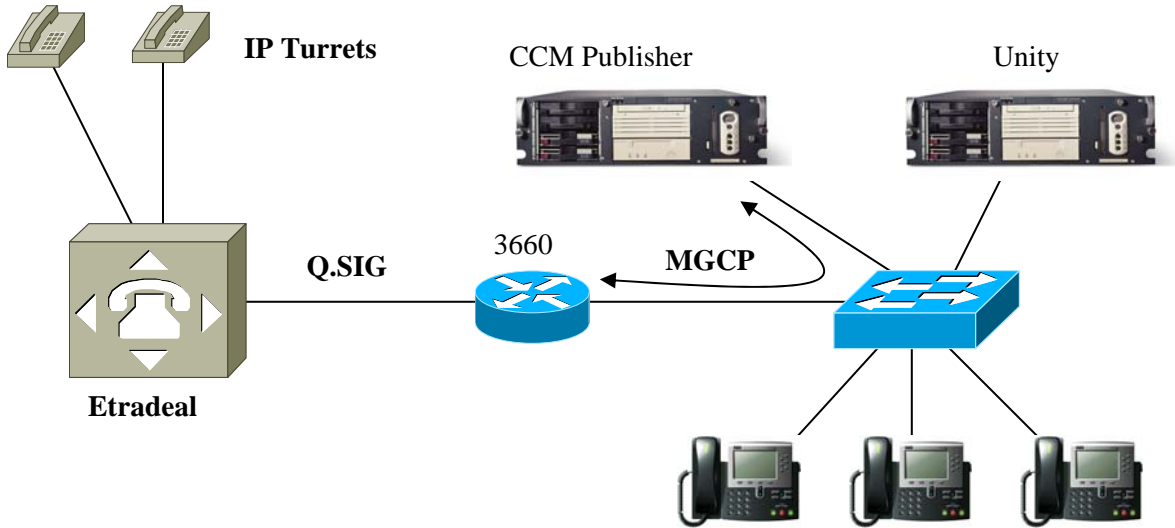 IP Turrets
CCM Publisher
Unity
3660
Q.SIG
MGCP
Etradeal